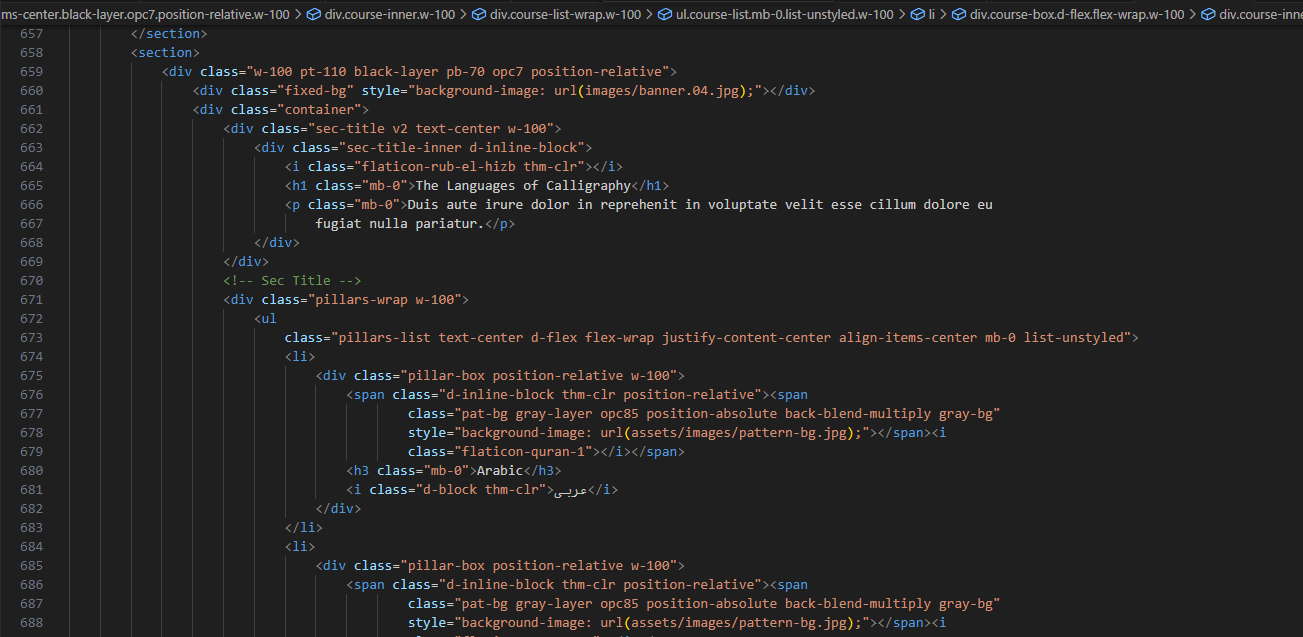 ms-center.black-layer.opc7.position-relative.w-100 > div.course-inner.w-100 > div.course-list-wrap.w-100 > ul.course-list.mb-0.list-unstyled.w-100 > li > div.course-box.d-flex.flex-wrap.w-100 > div.course-inne
657 </section>
658 <section>
659 <div class="w-100 pt-110 black-layer pb-70 opc7 position-relative">
660 <div class="fixed-bg" style="background-image: url(images/banner.04.jpg);"></div>
661 <div class="container">
662 <div class="sec-title v2 text-center w-100">
663 <div class="sec-title-inner d-inline-block">
664 <i class="flaticon-rub-el-hizb thm-clr"></i>
665 <h1 class="mb-0">The Languages of Calligraphy</h1>
666 <p class="mb-0">Duis aute irure dolor in reprehenit in voluptate velit esse cillum dolore eu
667 fugiat nulla pariatur.</p>
668 </div>
669 </div>
670 <!-- Sec Title -->
671 <div class="pillars-wrap w-100">
672 <ul
673 class="pillars-list text-center d-flex flex-wrap justify-content-center align-items-center mb-0 list-unstyled">
674 <li>
675 <div class="pillar-box position-relative w-100">
676 <span class="d-inline-block thm-clr position-relative"><span
677 class="pat-bg gray-layer opc85 position-absolute back-blend-multiply gray-bg"
678 style="background-image: url(assets/images/pattern-bg.jpg);"></span><i
679 class="flaticon-quran-1"></i></span>
680 <h3 class="mb-0">Arabic</h3>
681 <i class="d-block thm-clr">عربی</i>
682 </div>
683 </li>
684 <li>
685 <div class="pillar-box position-relative w-100">
686 <span class="d-inline-block thm-clr position-relative"><span
687 class="pat-bg gray-layer opc85 position-absolute back-blend-multiply gray-bg"
688 style="background-image: url(assets/images/pattern-bg.jpg);"></span><i